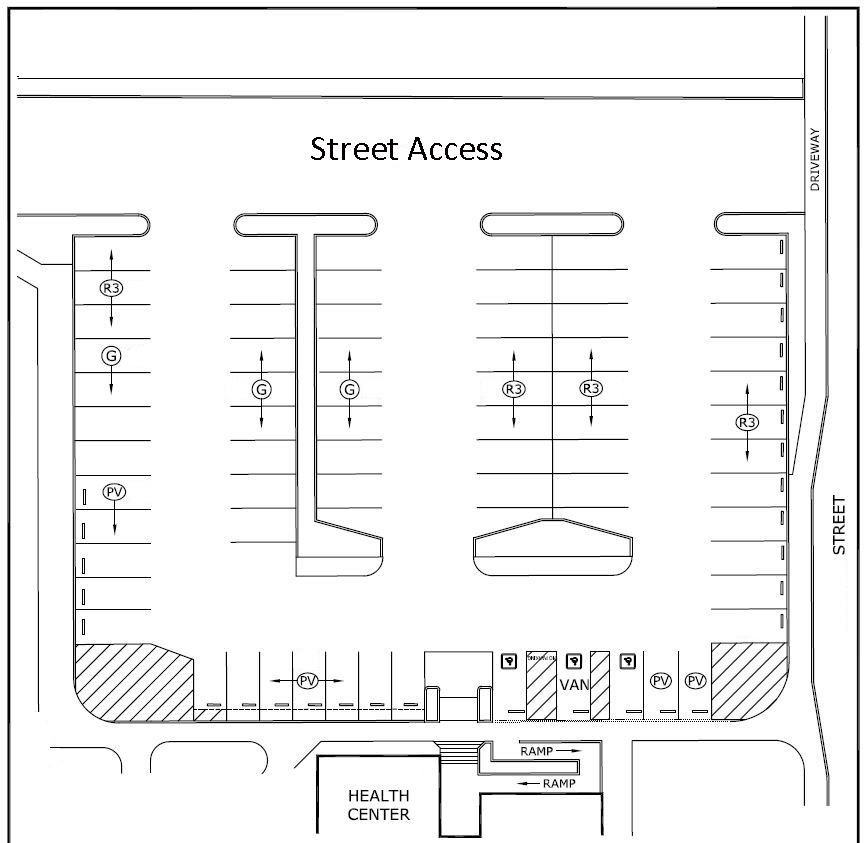 Street Access
DRIVEWAY
R3
G
G
G
R3
R3
R3
PV
STREET
PV
VAN
PV
PV
RAMP
RAMP
HEALTH
CENTER